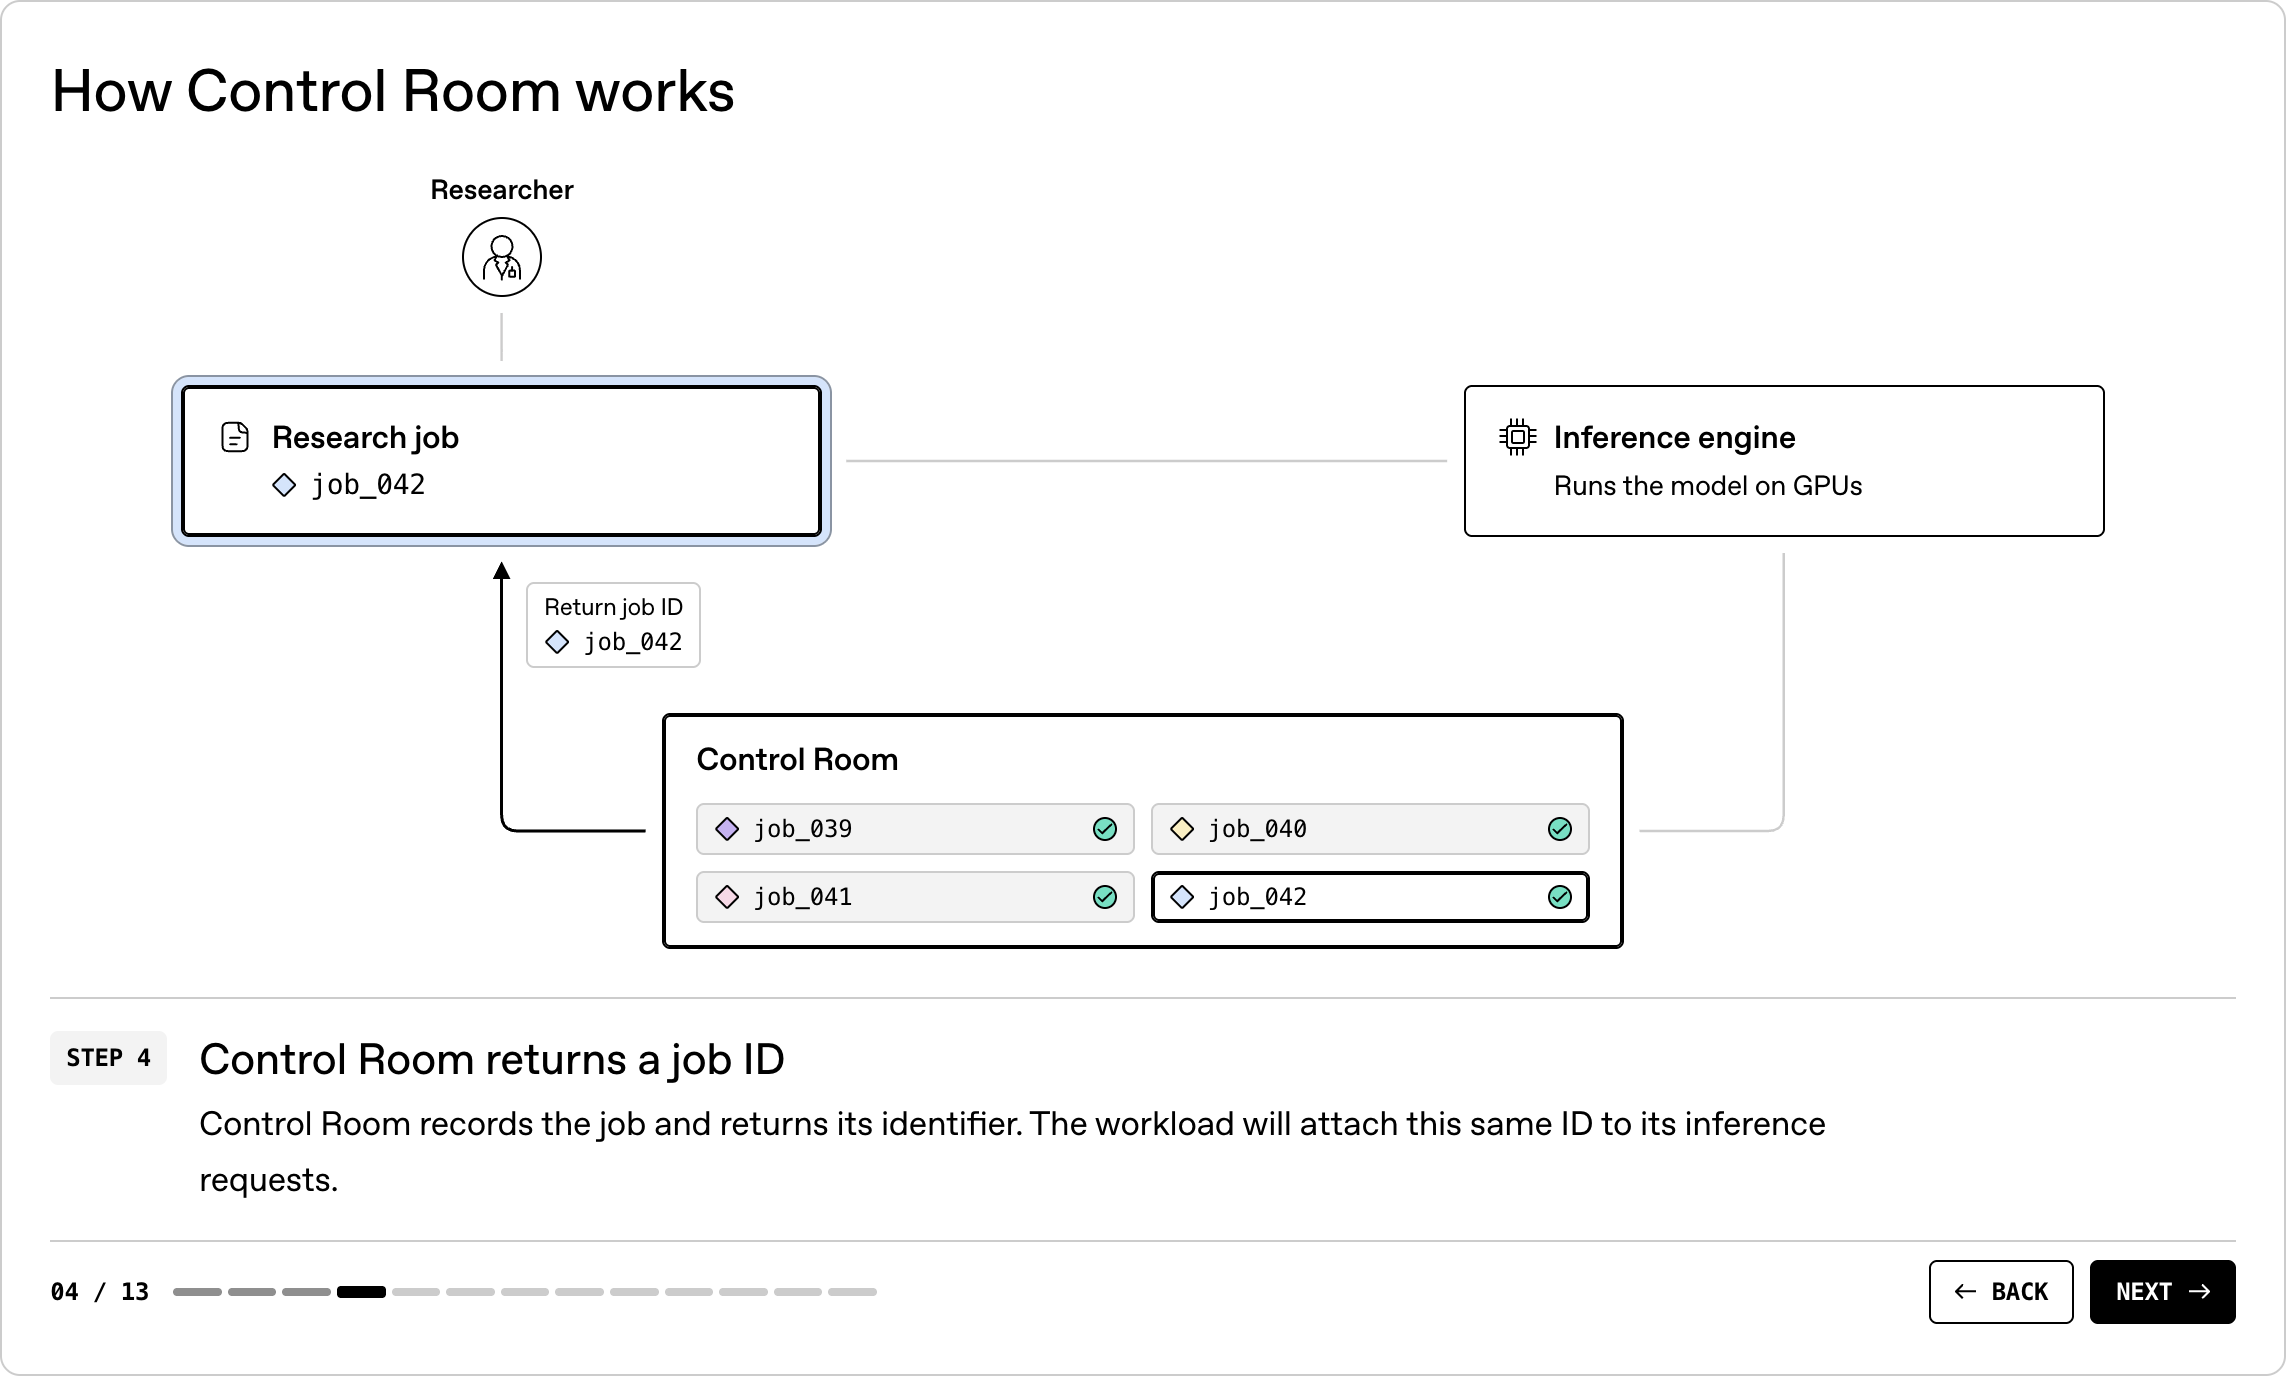 How Control Room works
Researcher
Research job
job_042
Inference engine
Runs the model on GPUs
Return job ID
job_042
Control Room
job_039
job_040
job_041
job_042
STEP 4
Control Room returns a job ID
Control Room records the job and returns its identifier. The workload will attach this same ID to its inference
requests.
04 / 13
← BACK
NEXT →